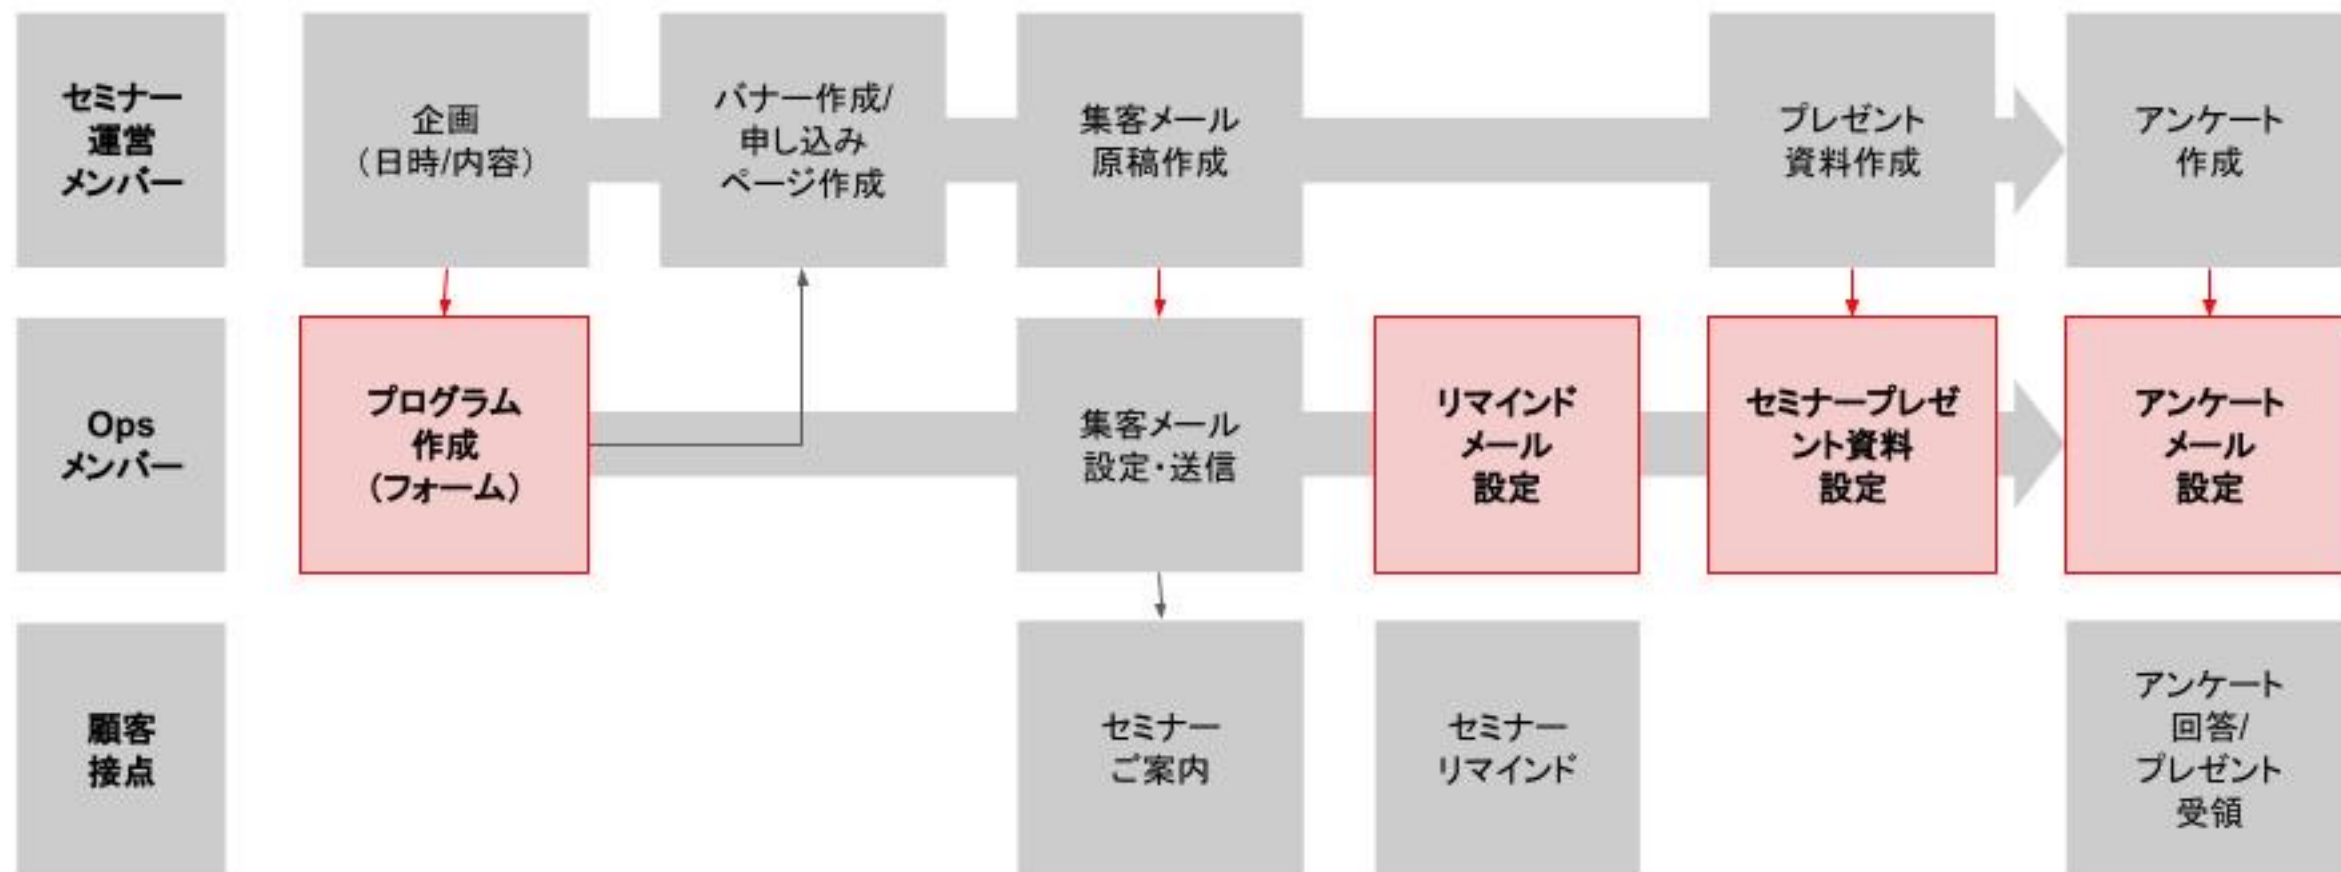 セミナー
運営
メンバー
企画
（日時/内容）
バナー作成/
申し込み
ページ作成
集客メール
原稿作成
プレゼント
資料作成
アンケート
作成
Ops
メンバー
プログラム
作成
（フォーム）
集客メール
設定・送信
リマインド
メール
設定
セミナープレゼ
ント資料
設定
アンケート
メール
設定
顧客
接点
セミナー
ご案内
セミナー
リマインド
アンケート
回答/
プレゼント
受領